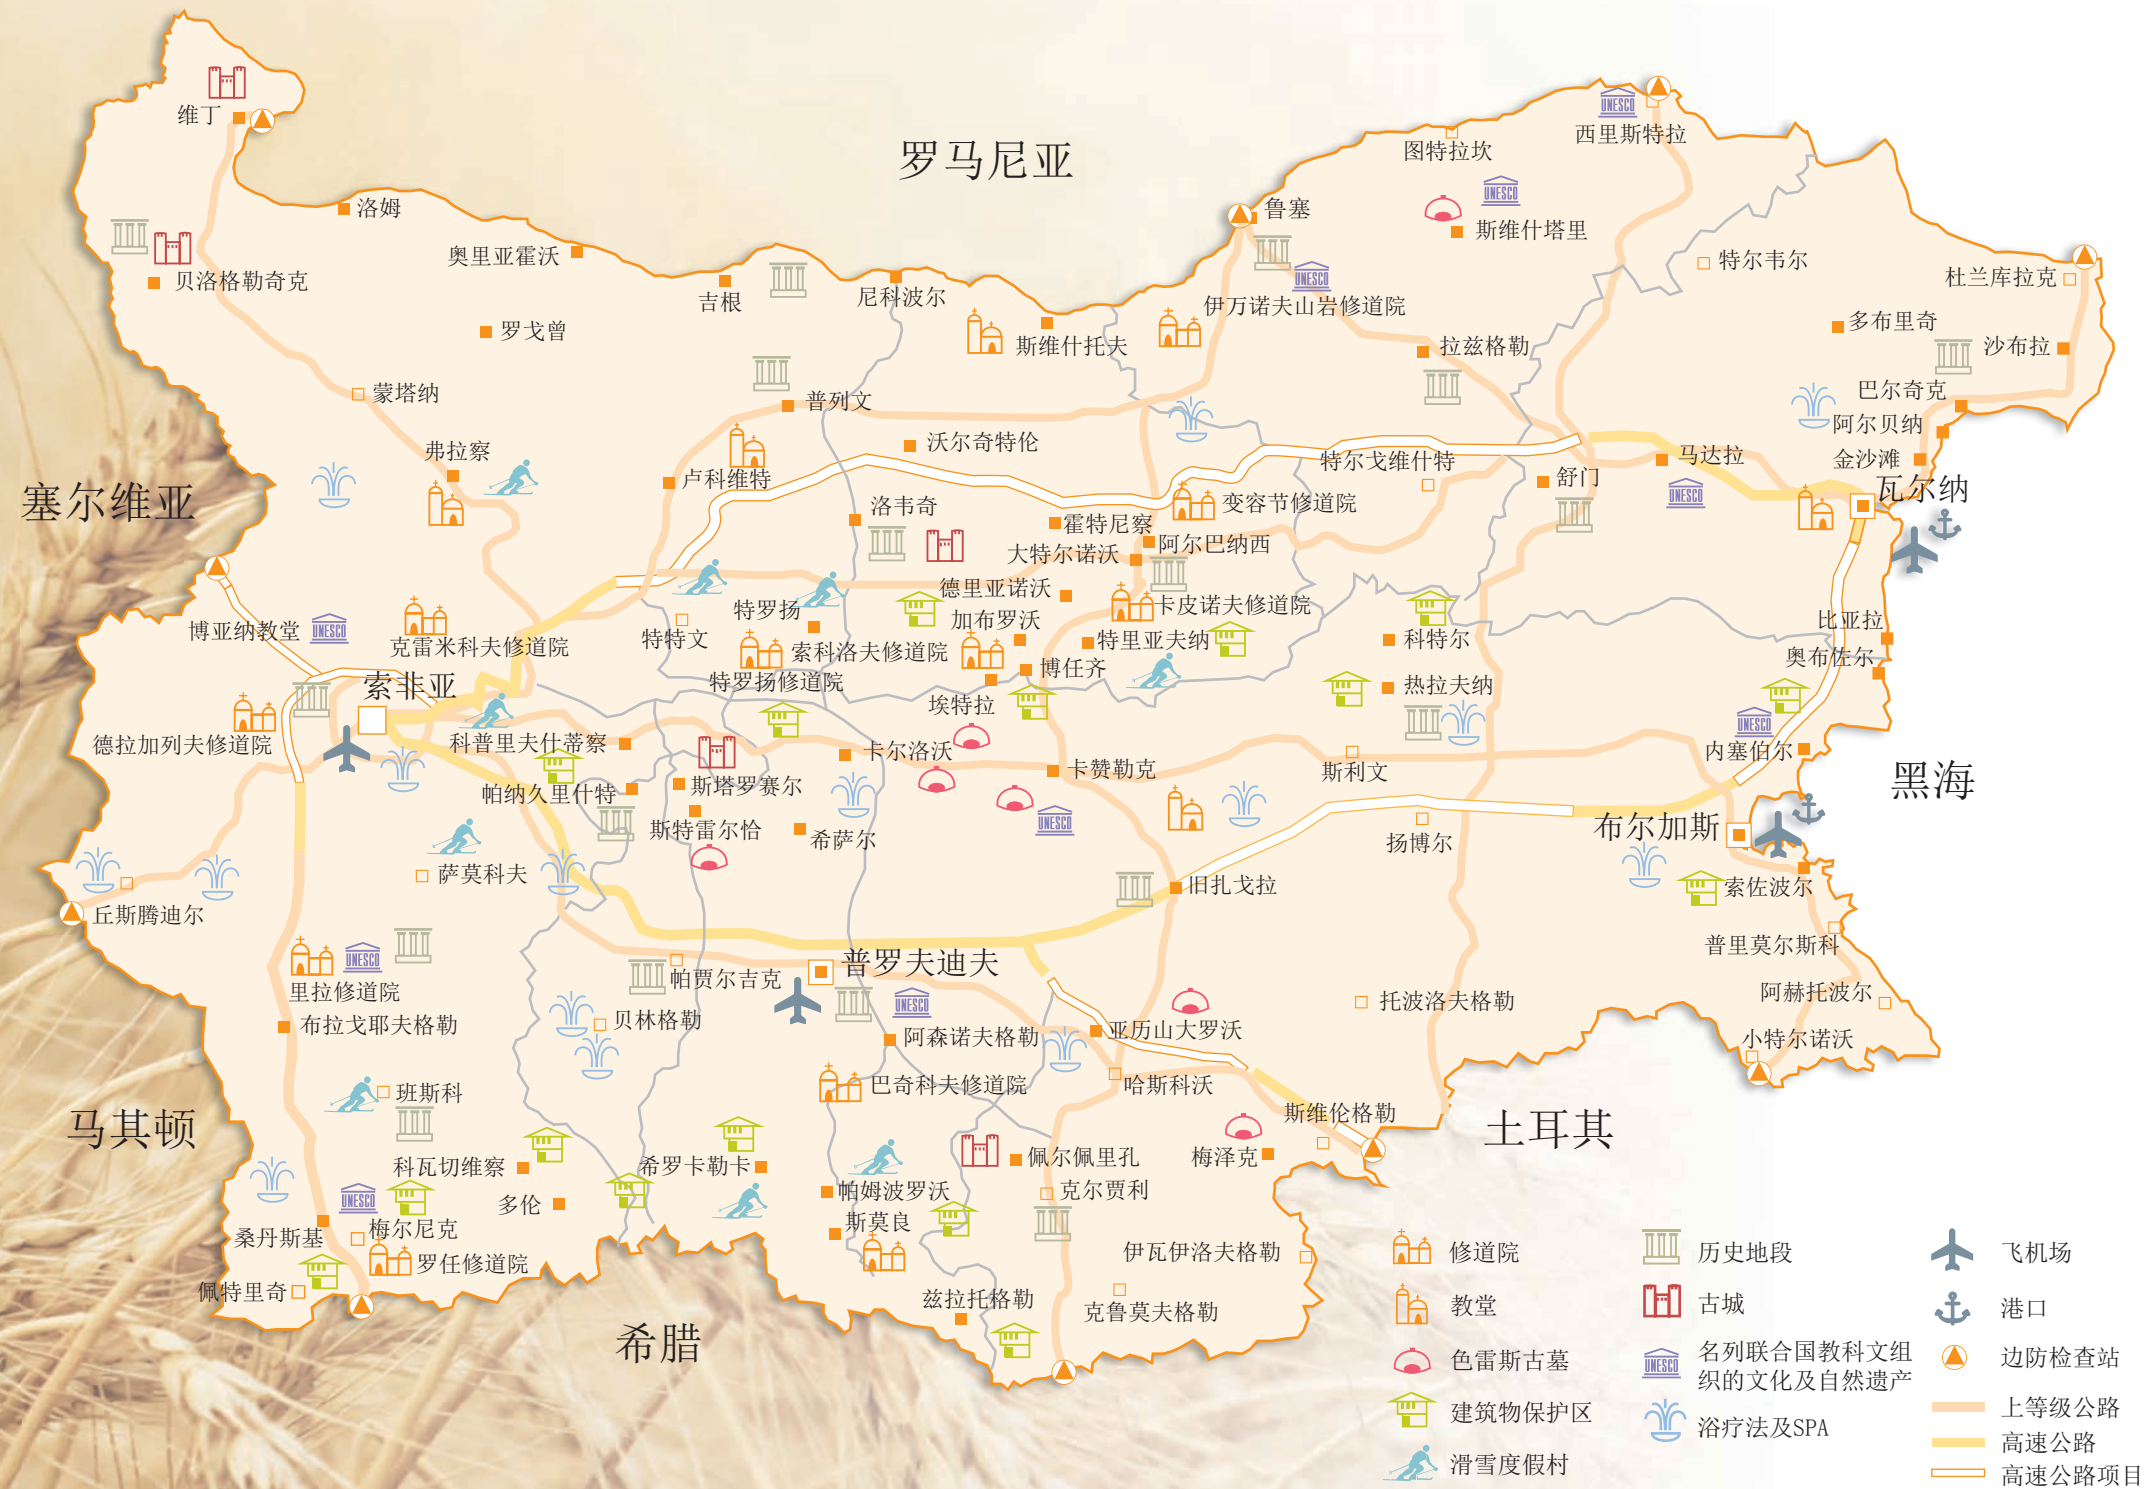 维丁
UNESCO
西里斯特拉
图特拉坎
罗马尼亚
洛姆
鲁塞
UNESCO
斯维什塔里
奥里亚霍沃
特尔韦尔
杜兰库拉克
贝洛格勒奇克
吉根
尼科波尔
UNESCO
伊万诺夫山岩修道院
罗戈曾
斯维什托夫
多布里奇
拉兹格勒
沙布拉
蒙塔纳
普列文
巴尔奇克
弗拉察
沃尔奇特伦
阿尔贝纳
卢科维特
特尔戈维什特
马达拉
金沙滩
塞尔维亚
洛韦奇
变容节修道院
舒门
UNESCO
瓦尔纳
霍特尼察
大特尔诺沃
阿尔巴纳西
德里亚诺沃
特罗扬
加布罗沃
卡皮诺夫修道院
博亚纳教堂
UNESCO
克雷米科夫修道院
特特文
索科洛夫修道院
特里亚夫纳
科特尔
比亚拉
特罗扬修道院
博任齐
奥布佐尔
索非亚
埃特拉
热拉夫纳
UNESCO
德拉加列夫修道院
科普里夫什蒂察
卡尔洛沃
内塞伯尔
卡赞勒克
斯利文
黑海
帕纳久里什特
斯塔罗赛尔
斯特雷尔恰
希萨尔
UNESCO
扬博尔
布尔加斯
萨莫科夫
旧扎戈拉
索佐波尔
丘斯腾迪尔
普里莫尔斯科
UNESCO
里拉修道院
帕贾尔吉克
普罗夫迪夫
UNESCO
托波洛夫格勒
阿赫托波尔
布拉戈耶夫格勒
贝林格勒
阿森诺夫格勒
亚历山大罗沃
小特尔诺沃
班斯科
巴奇科夫修道院
哈斯科沃
马其顿
斯维伦格勒
土耳其
科瓦切维察
希罗卡勒卡
佩尔佩里孔
梅泽克
UNESCO
多伦
帕姆波罗沃
克尔贾利
桑丹斯基
梅尔尼克
斯莫良
罗任修道院
伊瓦伊洛夫格勒
佩特里奇
兹拉托格勒
克鲁莫夫格勒
希腊
修道院
教堂
色雷斯古墓
建筑物保护区
滑雪度假村
历史地段
古城
UNESCO
名列联合国教科文组
织的文化及自然遗产
浴疗法及SPA
飞机场
港口
边防检查站
上等级公路
高速公路
高速公路项目